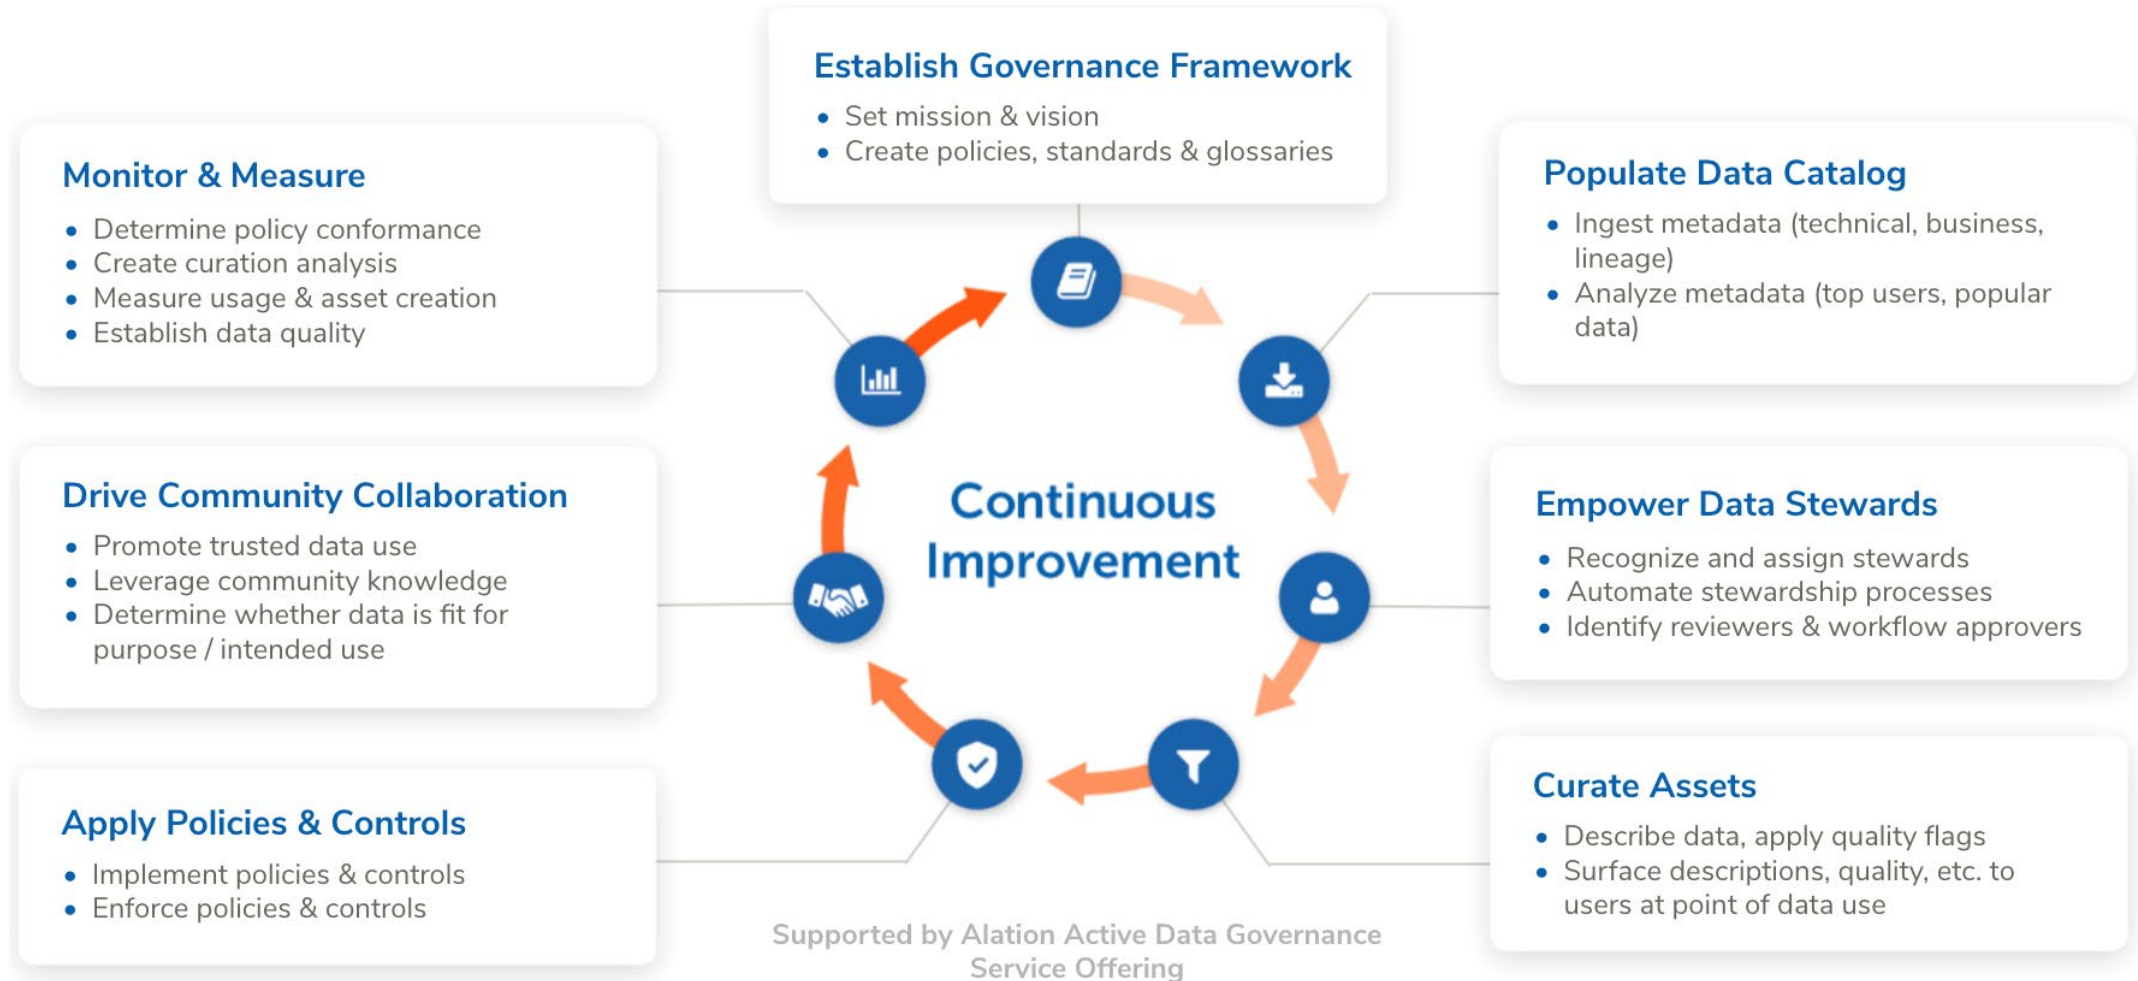 Establish Governance Framework
• Set mission & vision
• Create policies, standards & glossaries
Populate Data Catalog
• Ingest metadata (technical, business,
lineage)
• Analyze metadata (top users, popular
data)
Empower Data Stewards
• Recognize and assign stewards
• Automate stewardship processes
• Identify reviewers & workflow approvers
Curate Assets
• Describe data, apply quality flags
• Surface descriptions, quality, etc. to
users at point of data use
Apply Policies & Controls
• Implement policies & controls
• Enforce policies & controls
Drive Community Collaboration
• Promote trusted data use
• Leverage community knowledge
• Determine whether data is fit for
purpose / intended use
Monitor & Measure
• Determine policy conformance
• Create curation analysis
• Measure usage & asset creation
• Establish data quality
Continuous
Improvement
Supported by Alation Active Data Governance
Service Offering